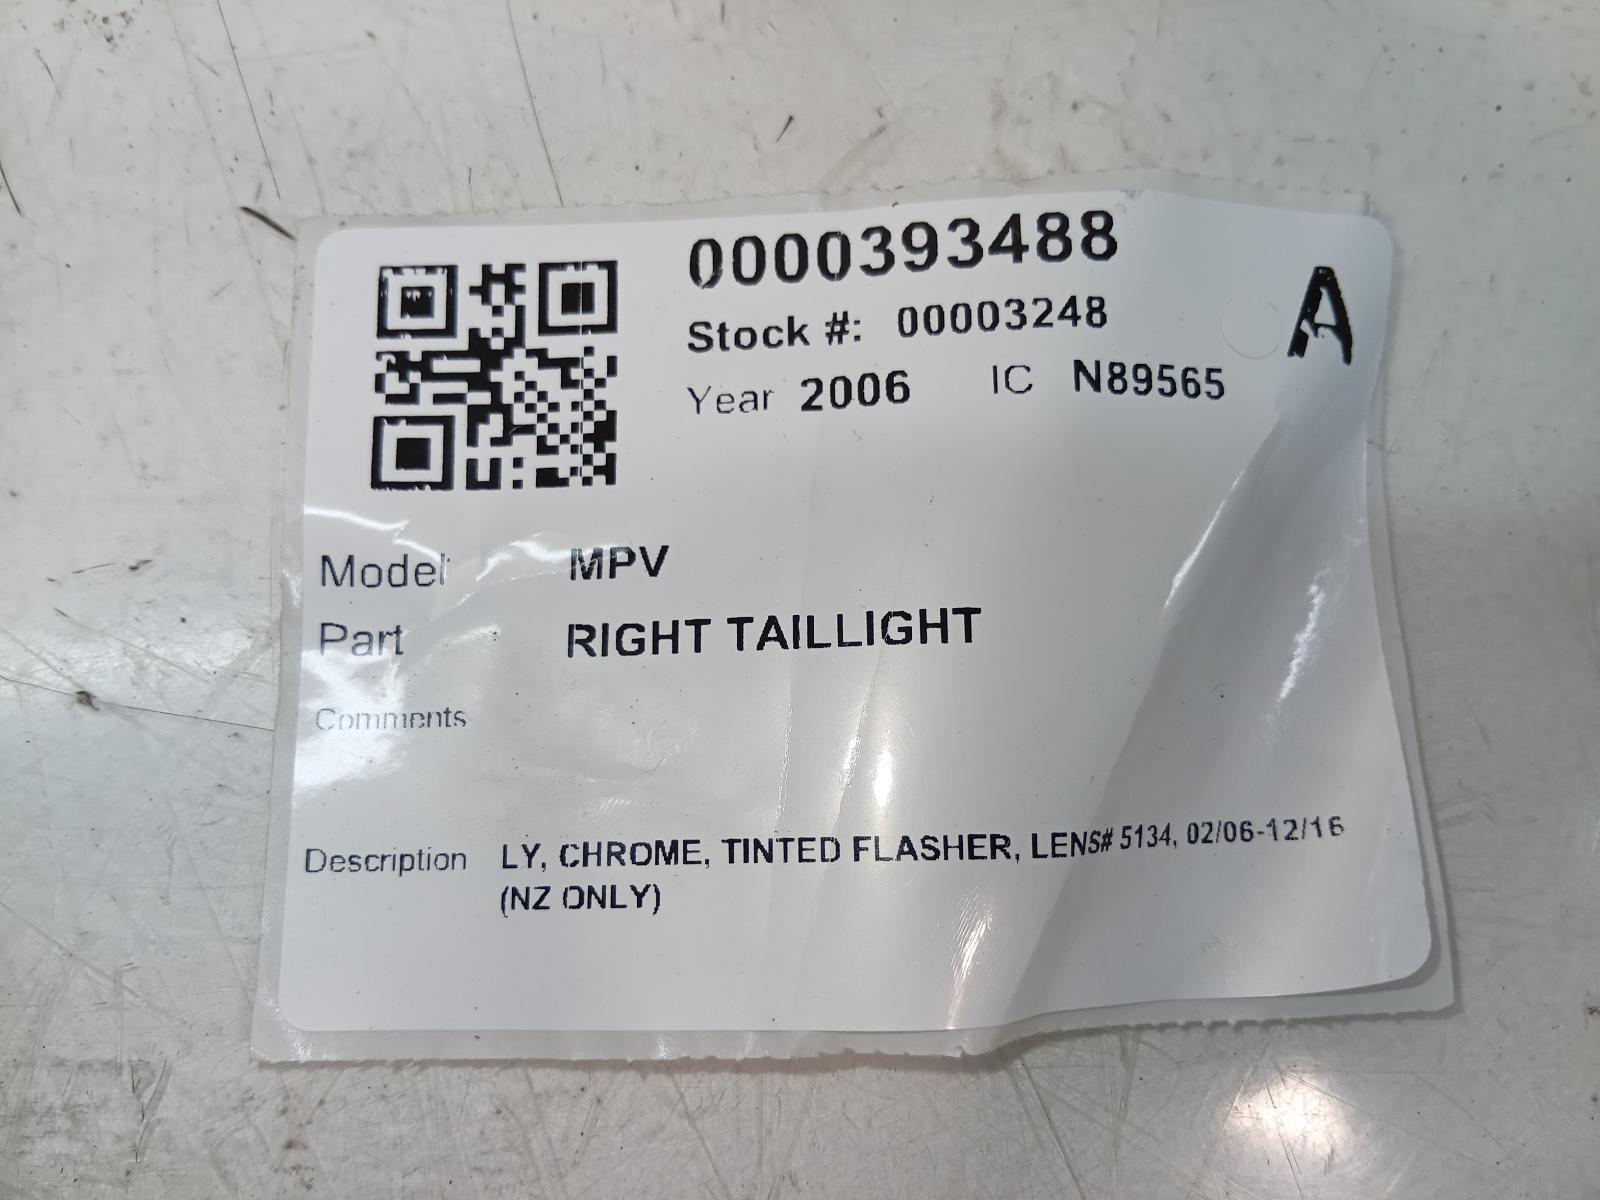 0000393488
A
Stock #: 00003248
Year 2006 IC N89565
Model MPV
Part RIGHT TAILLIGHT
Comments
Description LY, CHROME, TINTED FLASHER, LENS# 5134, 02/06-12/16
(NZ ONLY)